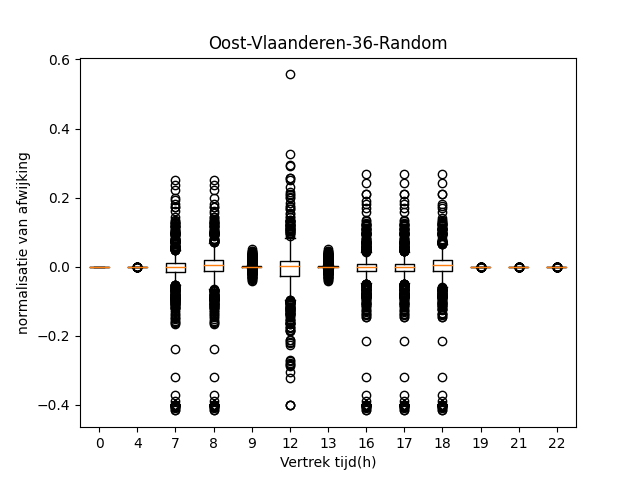 Oost-Vlaanderen-36-Random
normalisatie van afwijking
0.6
0.4
0.2
0.0
−0.2
−0.4
0 4 7 8 9 12 13 16 17 18 19 21 22
Vertrek tijd(h)